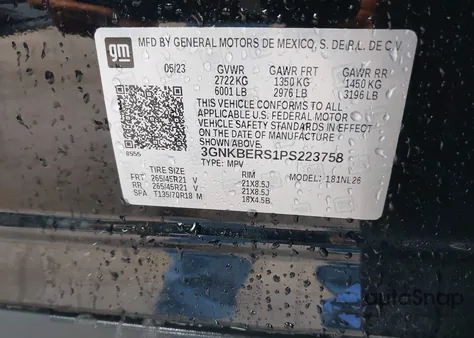 gm
MFD BY GENERAL MOTORS DE MEXICO, S. DE R.L. DE C.V.
05/23 GVWR GAWR FRT GAWR RR
2722 KG 1350 KG 1450 KG
6001 LB 2976 LB 3196 LB
THIS VEHICLE CONFORMS TO ALL
APPLICABLE U.S. FEDERAL MOTOR
VEHICLE SAFETY STANDARDS IN
EFFECT ON THE DATE OF MANUFACTURE
SHOWN ABOVE.
3GNKBERS1PS223758
TYPE: MPV
TIRE SIZE RIM MODEL: 1B1NL26
FRT 265/45R21 V 21X8.5J
RR 265/45R21 V 21X8.5J
SPA T135/70R18 M 18X4.5B
autoSnap